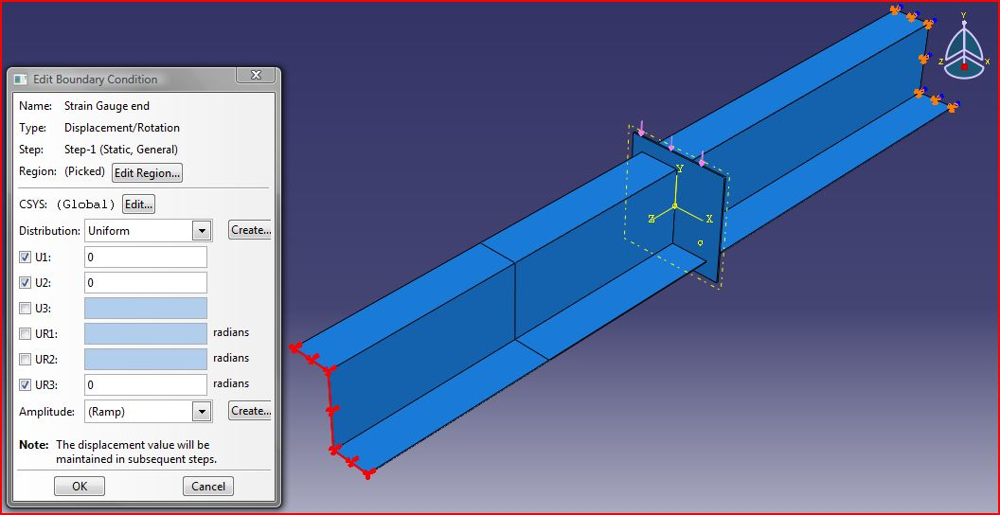 Edit Boundary Condition
Name: Strain Gauge end
Type: Displacement/Rotation
Step: Step-1 (Static, General)
Region: (Picked) Edit Region...
CSYS: (Global) Edit...
Distribution: Uniform Create...
U1: 0
U2: 0
U3:
UR1: radians
UR2: radians
UR3: 0 radians
Amplitude: (Ramp) Create...
Note: The displacement value will be
maintained in subsequent steps.
OK Cancel
Y
Z X
Y
Z X